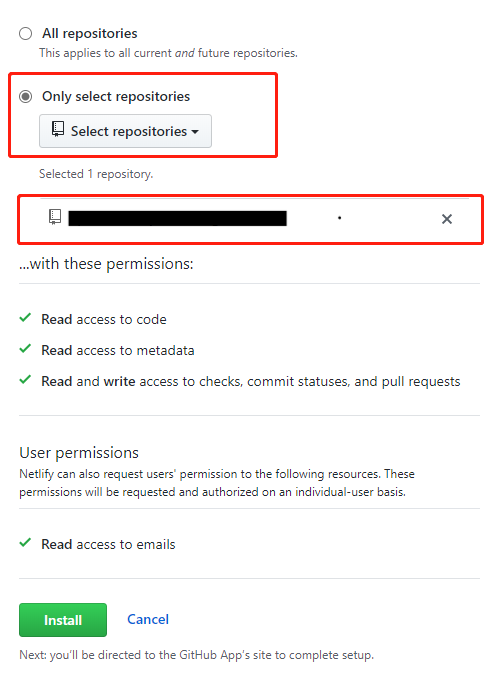 All repositories
This applies to all current and future repositories.
Only select repositories
Select repositories
Selected 1 repository.
...with these permissions:
Read access to code
Read access to metadata
Read and write access to checks, commit statuses, and pull requests
User permissions
Netlify can also request users' permission to the following resources. These
permissions will be requested and authorized on an individual-user basis.
Read access to emails
Install Cancel
Next: you'll be directed to the GitHub App's site to complete setup.